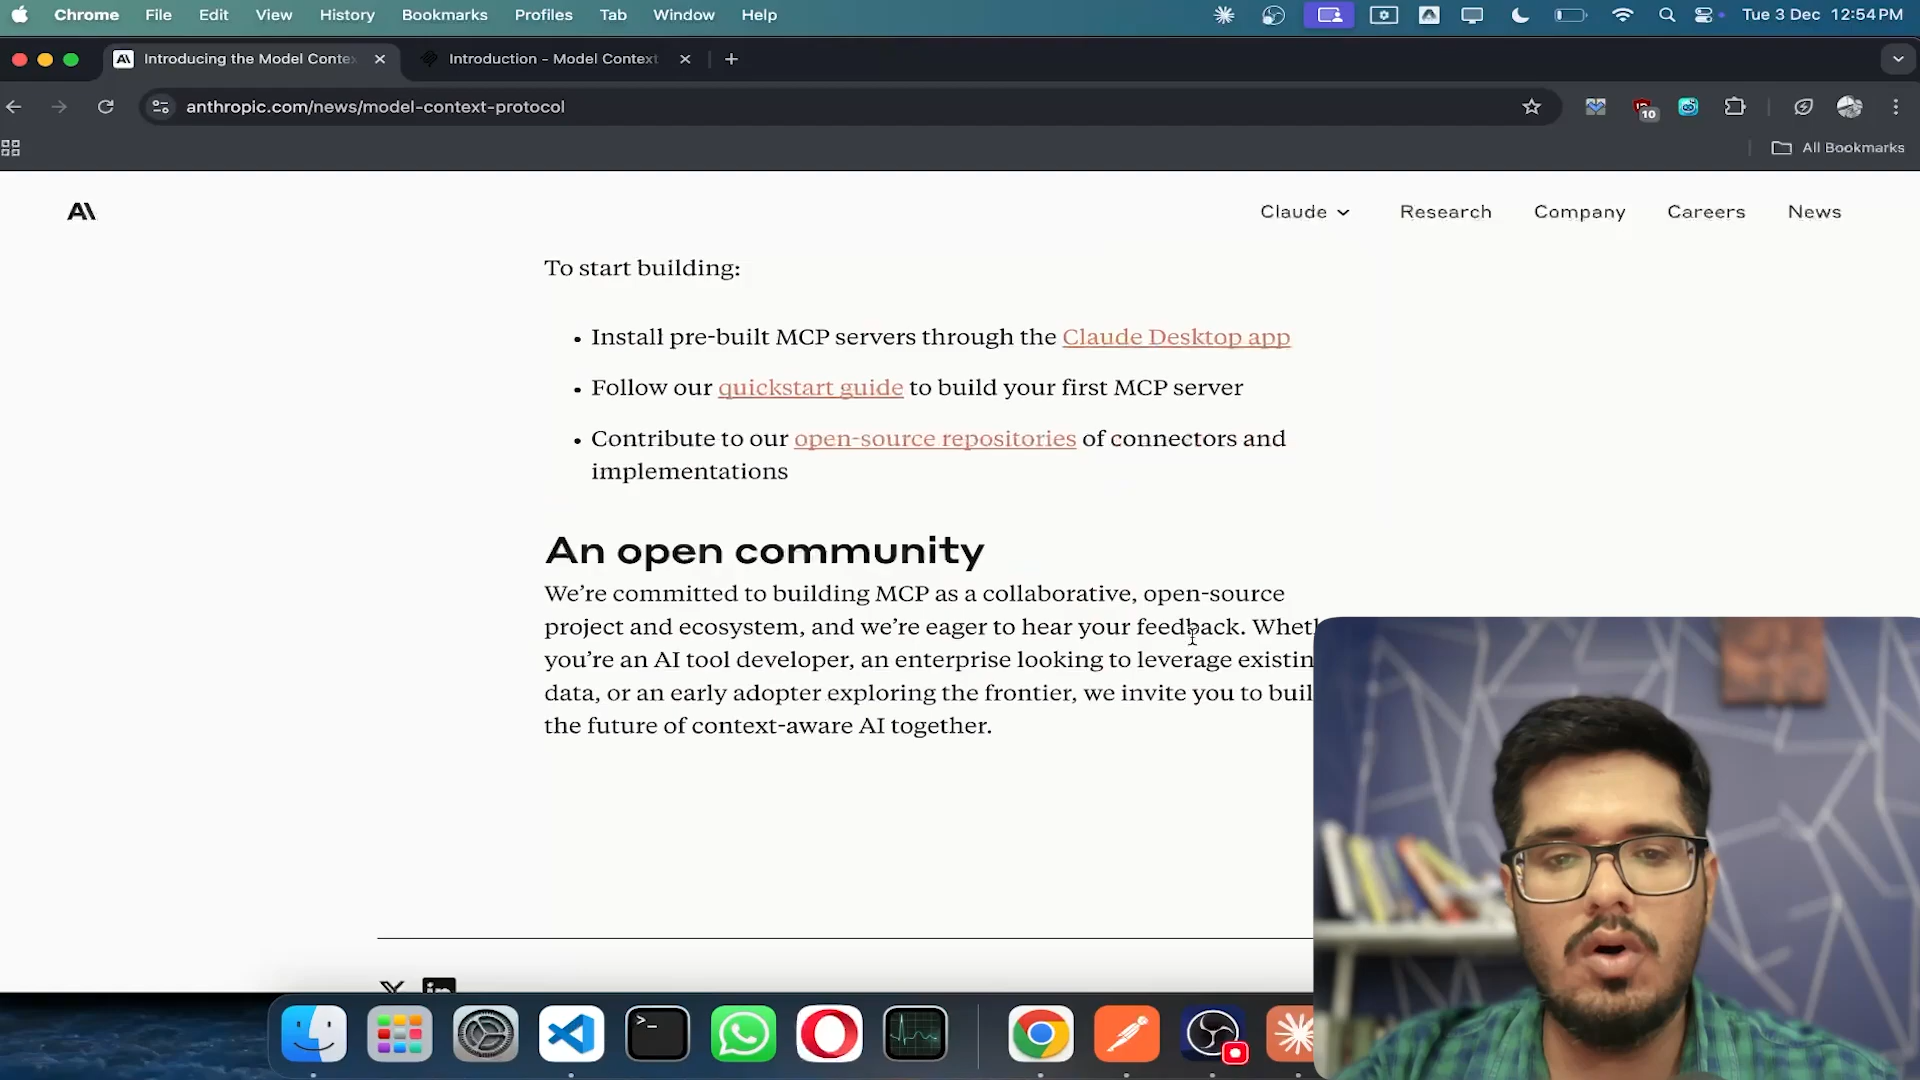 Chrome File Edit View History Bookmarks Profiles Tab Window Help Tue 3 Dec 12:54 PM
Introducing the Model Conte Introduction - Model Context
anthropic.com/news/model-context-protocol 10
All Bookmarks
Claude Research Company Careers News
To start building:
• Install pre-built MCP servers through the Claude Desktop app
• Follow our quickstart guide to build your first MCP server
• Contribute to our open-source repositories of connectors and
implementations
An open community
We’re committed to building MCP as a collaborative, open-source
project and ecosystem, and we’re eager to hear your feedback. Whet
you’re an AI tool developer, an enterprise looking to leverage existin
data, or an early adopter exploring the frontier, we invite you to buil
the future of context-aware AI together.